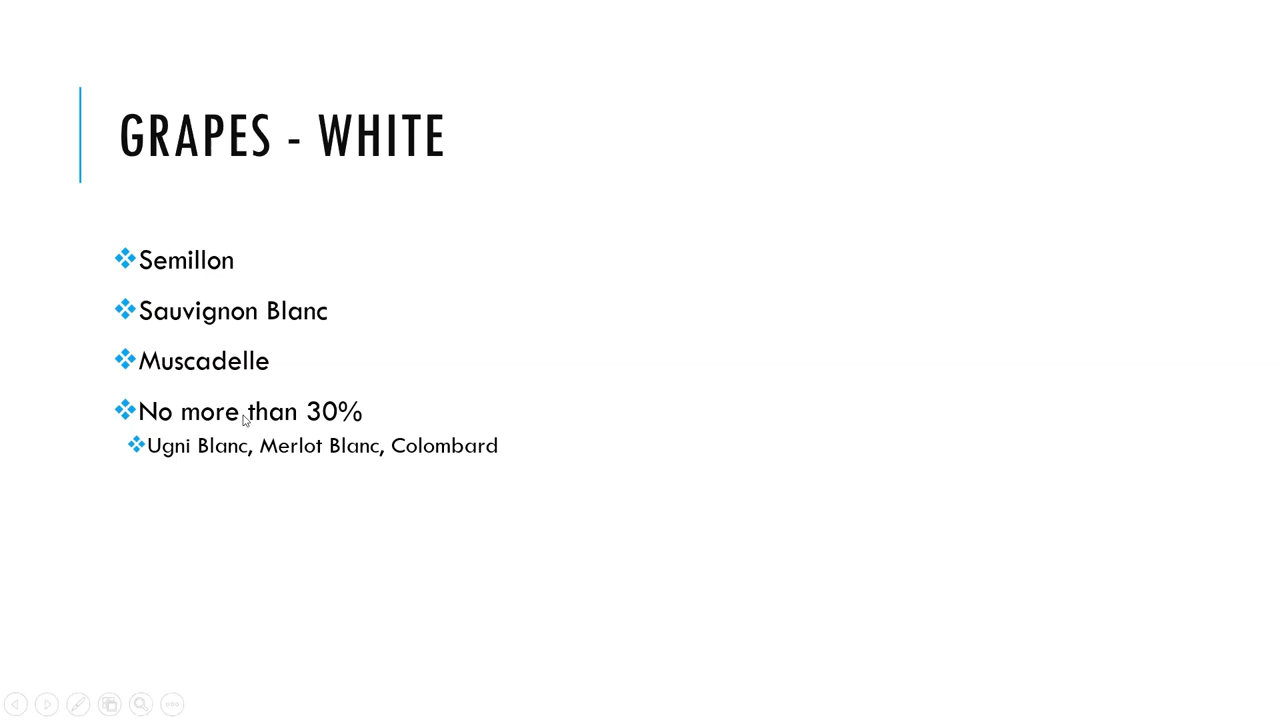 GRAPES - WHITE
Semillon
Sauvignon Blanc
Muscadelle
No more than 30%
Ugni Blanc, Merlot Blanc, Colombard